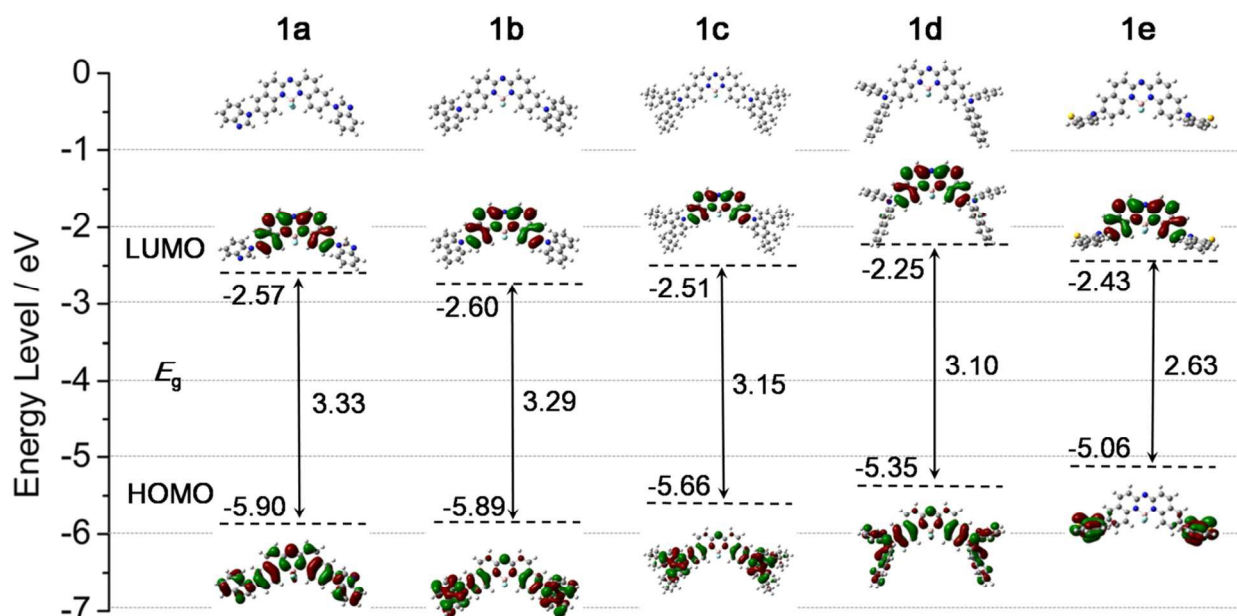 1a 1b 1c 1d 1e
0
-1
-2
LUMO
-2.57 -2.60 -2.51 -2.25 -2.43
-3
Energy Level / eV
Eg
-4
3.33 3.29 3.15 3.10 2.63
-5
HOMO
-5.90 -5.89 -5.66 -5.35 -5.06
-6
-7